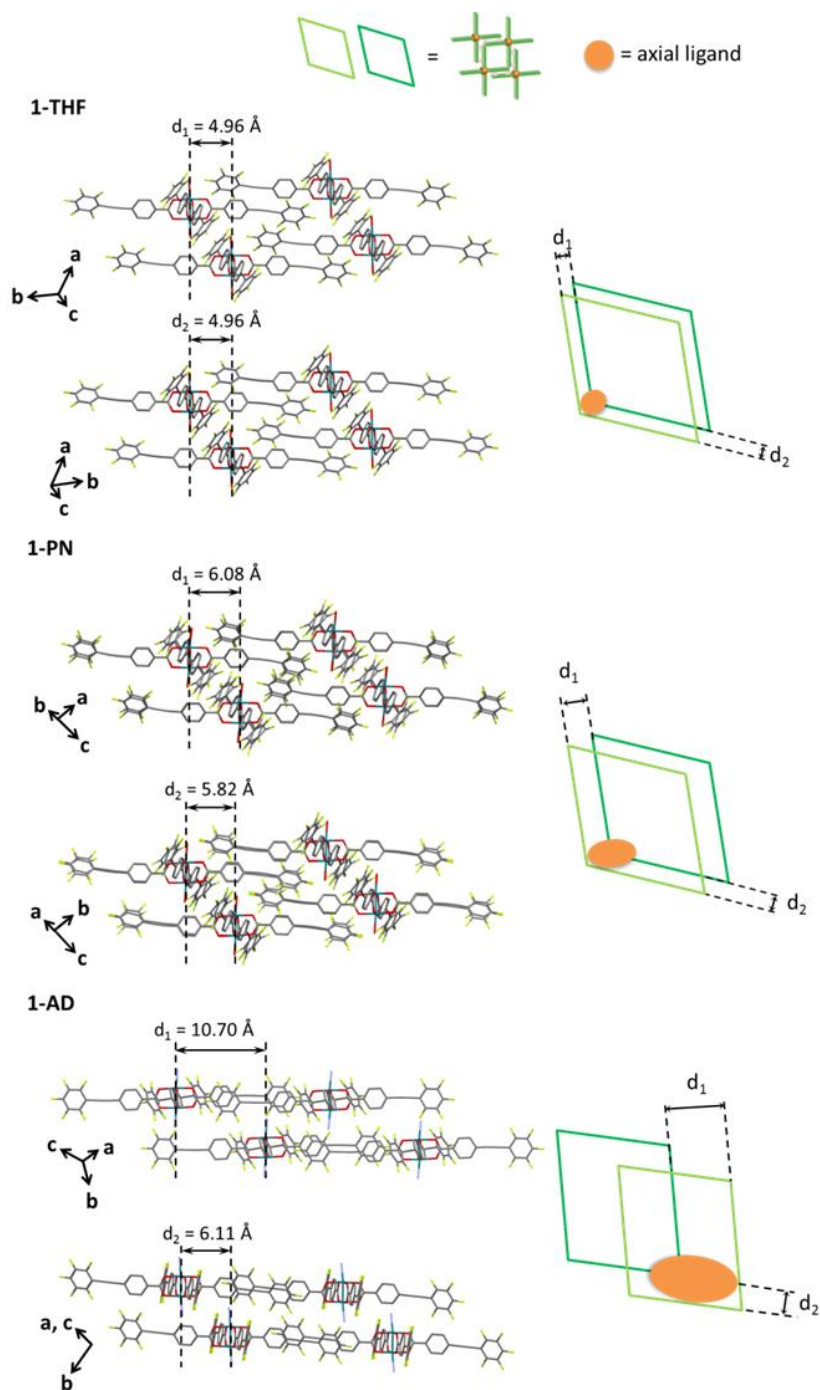 =
= axial ligand
1-THF
d₁ = 4.96 Å
a
b
c
d₁
d₂ = 4.96 Å
a
b
c
d₂
1-PN
d₁ = 6.08 Å
b
a
c
d₁
d₂ = 5.82 Å
a
b
c
d₂
1-AD
d₁ = 10.70 Å
d₁
c
a
b
d₂ = 6.11 Å
d₂
a, c
b